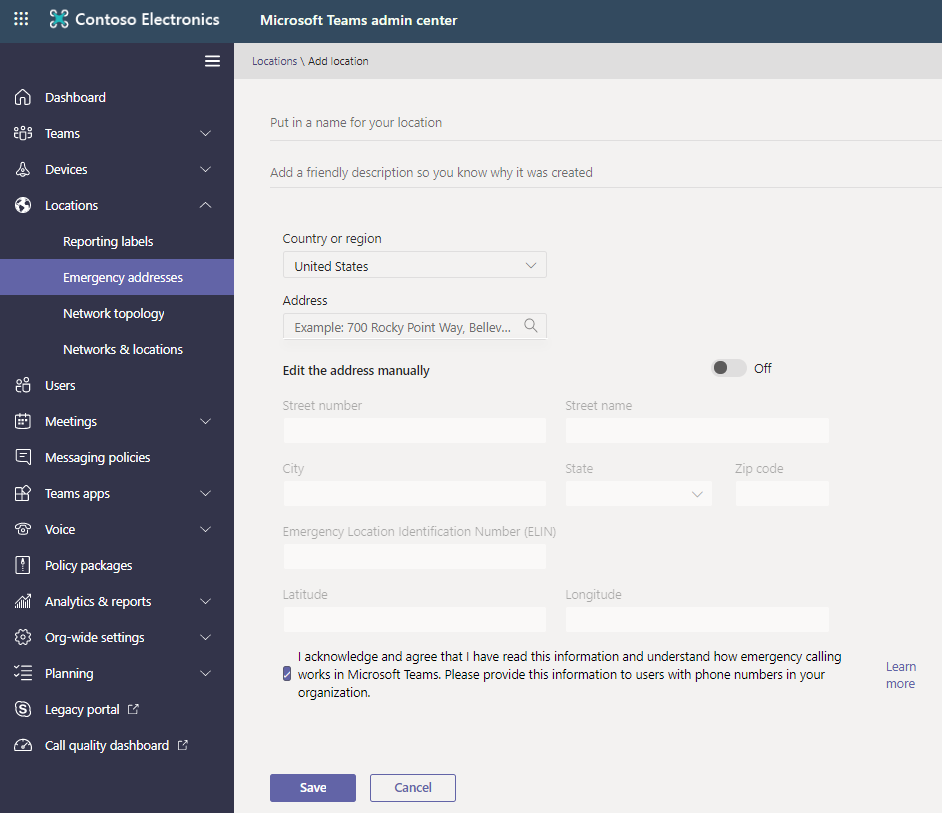 Contoso Electronics
Microsoft Teams admin center
Locations \ Add location
Dashboard
Teams
Devices
Locations
Reporting labels
Emergency addresses
Network topology
Networks & locations
Users
Meetings
Messaging policies
Teams apps
Voice
Policy packages
Analytics & reports
Org-wide settings
Planning
Legacy portal
Call quality dashboard
Put in a name for your location
Add a friendly description so you know why it was created
Country or region
United States
Address
Example: 700 Rocky Point Way, Bellev...
Edit the address manually
Off
Street number
Street name
City
State
Zip code
Emergency Location Identification Number (ELIN)
Latitude
Longitude
I acknowledge and agree that I have read this information and understand how emergency calling
works in Microsoft Teams. Please provide this information to users with phone numbers in your
organization.
Learn
more
Save
Cancel